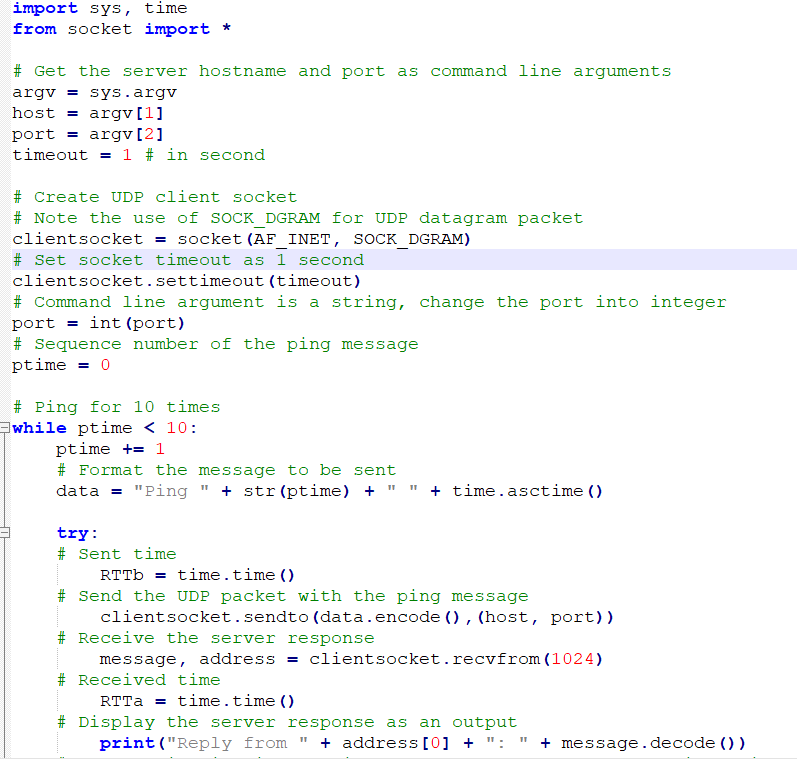 import sys, time
from socket import *
# Get the server hostname and port as command line arguments
argv = sys.argv
host = argv[1]
port = argv[2]
timeout = 1 # in second
# Create UDP client socket
# Note the use of SOCK_DGRAM for UDP datagram packet
clientsocket = socket(AF_INET, SOCK_DGRAM)
# Set socket timeout as 1 second
clientsocket.settimeout(timeout)
# Command line argument is a string, change the port into integer
port = int(port)
# Sequence number of the ping message
ptime = 0
# Ping for 10 times
while ptime < 10:
    ptime += 1
    # Format the message to be sent
    data = "Ping " + str(ptime) + " " + time.asctime()
    try:
    # Sent time
        RTTb = time.time()
    # Send the UDP packet with the ping message
        clientsocket.sendto(data.encode(),(host, port))
    # Receive the server response
        message, address = clientsocket.recvfrom(1024)
    # Received time
        RTTa = time.time()
    # Display the server response as an output
        print("Reply from " + address[0] + ": " + message.decode())